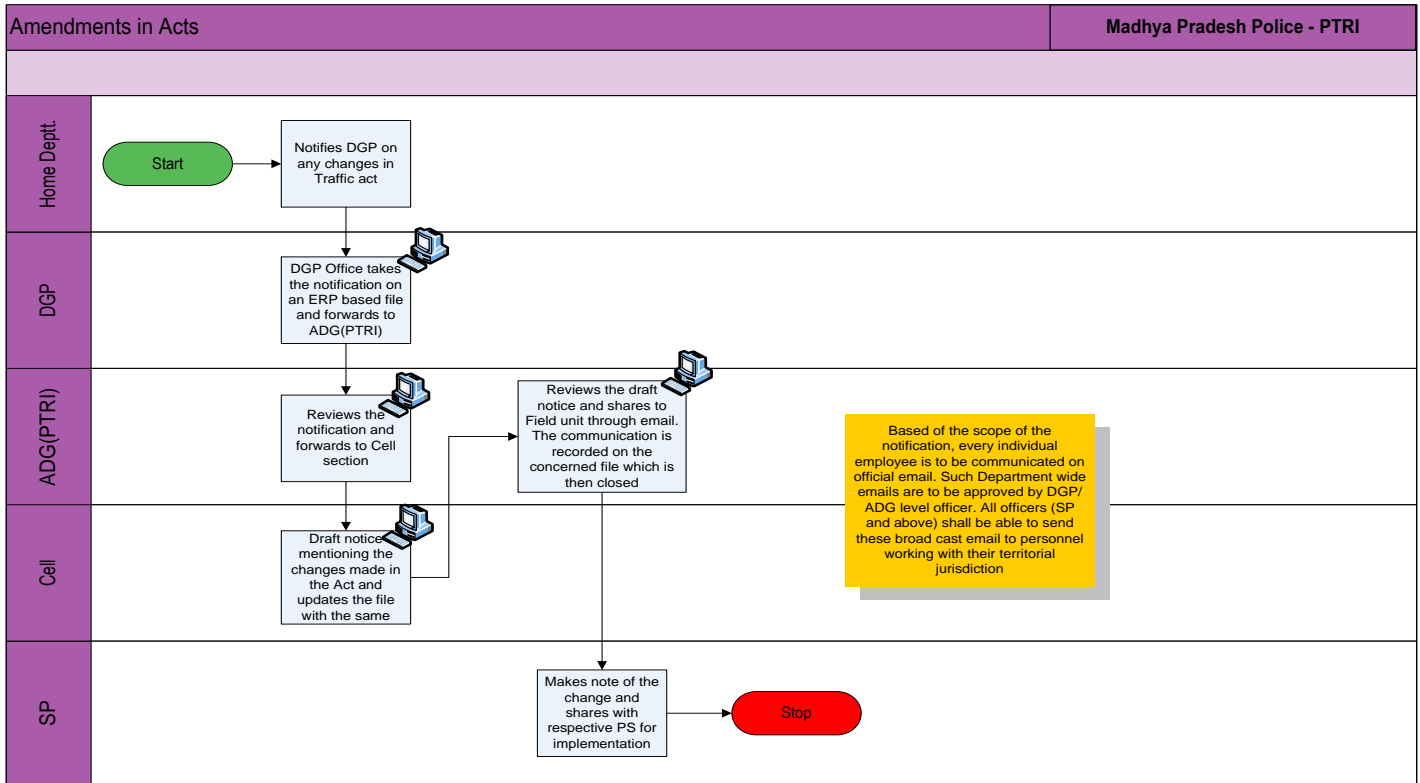 Amendments in Acts
Madhya Pradesh Police - PTRI
Home Deptt.
Start
Notifies DGP on
any changes in
Traffic act
DGP
DGP Office takes
the notification on
an ERP based file
and forwards to
ADG(PTRI)
ADG(PTRI)
Reviews the
notification and
forwards to Cell
section
Reviews the draft
notice and shares to
Field unit through email.
The communication is
recorded on the
concerned file which is
then closed
Based of the scope of the
notification, every individual
employee is to be communicated on
official email. Such Department wide
emails are to be approved by DGP/
ADG level officer. All officers (SP
and above) shall be able to send
these broad cast email to personnel
working with their territorial
jurisdiction
Cell
Draft notice
mentioning the
changes made in
the Act and
updates the file
with the same
SP
Makes note of the
change and
shares with
respective PS for
implementation
Stop